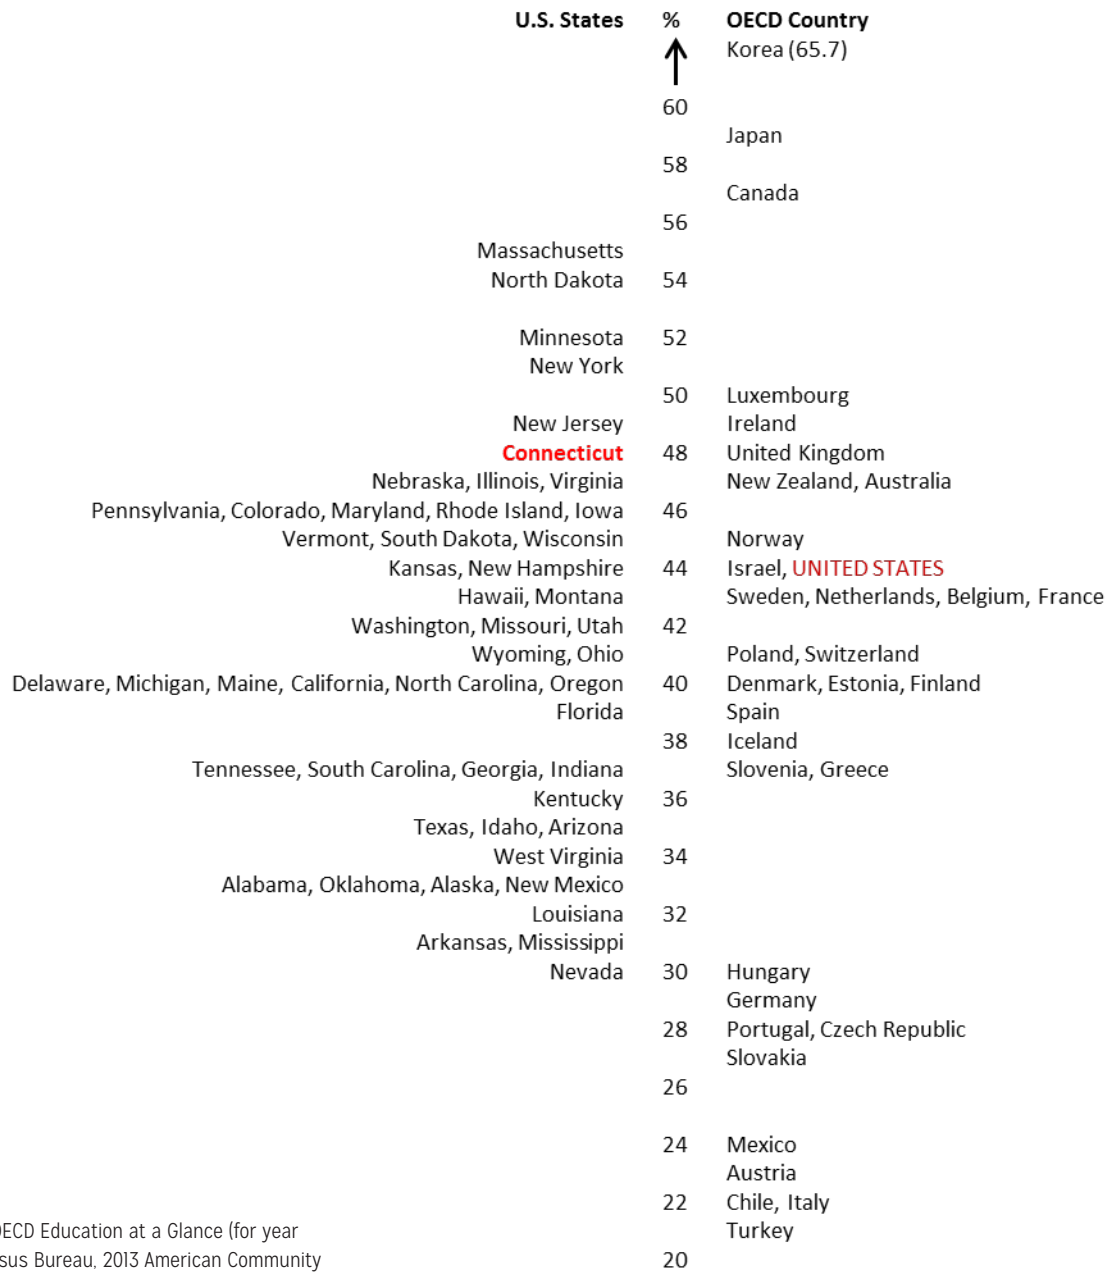 U.S. States % OECD Country
Korea (65.7)
60
Japan
58
Canada
56
Massachusetts
North Dakota 54
Minnesota 52
New York
50 Luxembourg
New Jersey Ireland
Connecticut 48 United Kingdom
Nebraska, Illinois, Virginia New Zealand, Australia
Pennsylvania, Colorado, Maryland, Rhode Island, Iowa 46
Vermont, South Dakota, Wisconsin Norway
Kansas, New Hampshire 44 Israel, UNITED STATES
Hawaii, Montana Sweden, Netherlands, Belgium, France
Washington, Missouri, Utah 42
Wyoming, Ohio Poland, Switzerland
Delaware, Michigan, Maine, California, North Carolina, Oregon 40 Denmark, Estonia, Finland
Florida Spain
38 Iceland
Tennessee, South Carolina, Georgia, Indiana Slovenia, Greece
Kentucky 36
Texas, Idaho, Arizona
West Virginia 34
Alabama, Oklahoma, Alaska, New Mexico
Louisiana 32
Arkansas, Mississippi
Nevada 30 Hungary
Germany
28 Portugal, Czech Republic
Slovakia
26
24 Mexico
Austria
22 Chile, Italy
Turkey
20
OECD Education at a Glance (for year
sus Bureau, 2013 American Community